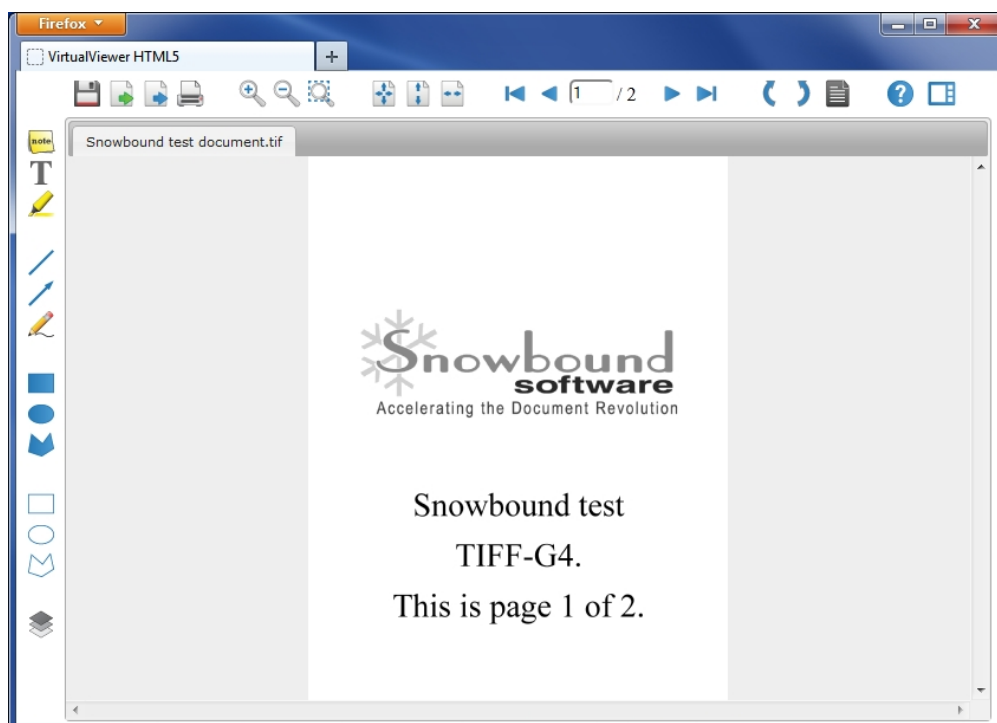 Firefox
VirtualViewer HTML5
1 / 2
note
T
Snowbound test document.tif
Snowbound
software
Accelerating the Document Revolution
Snowbound test
TIFF-G4.
This is page 1 of 2.